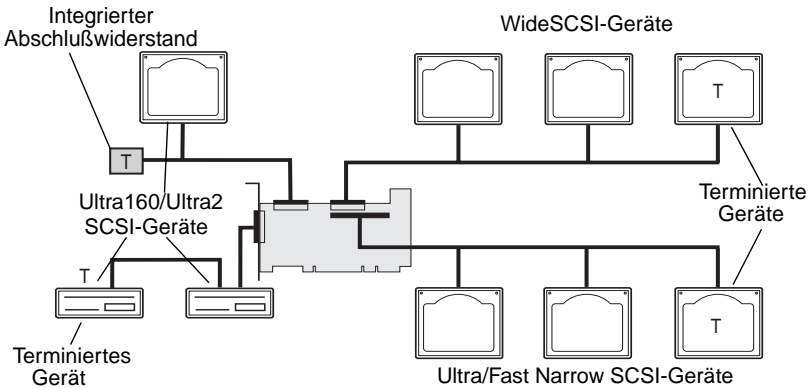 Integrierter
Abschlußwiderstand
WideSCSI-Geräte
T
T
Ultra160/Ultra2
SCSI-Geräte
Terminierte
Geräte
T
T
Terminiertes
Gerät
Ultra/Fast Narrow SCSI-Geräte